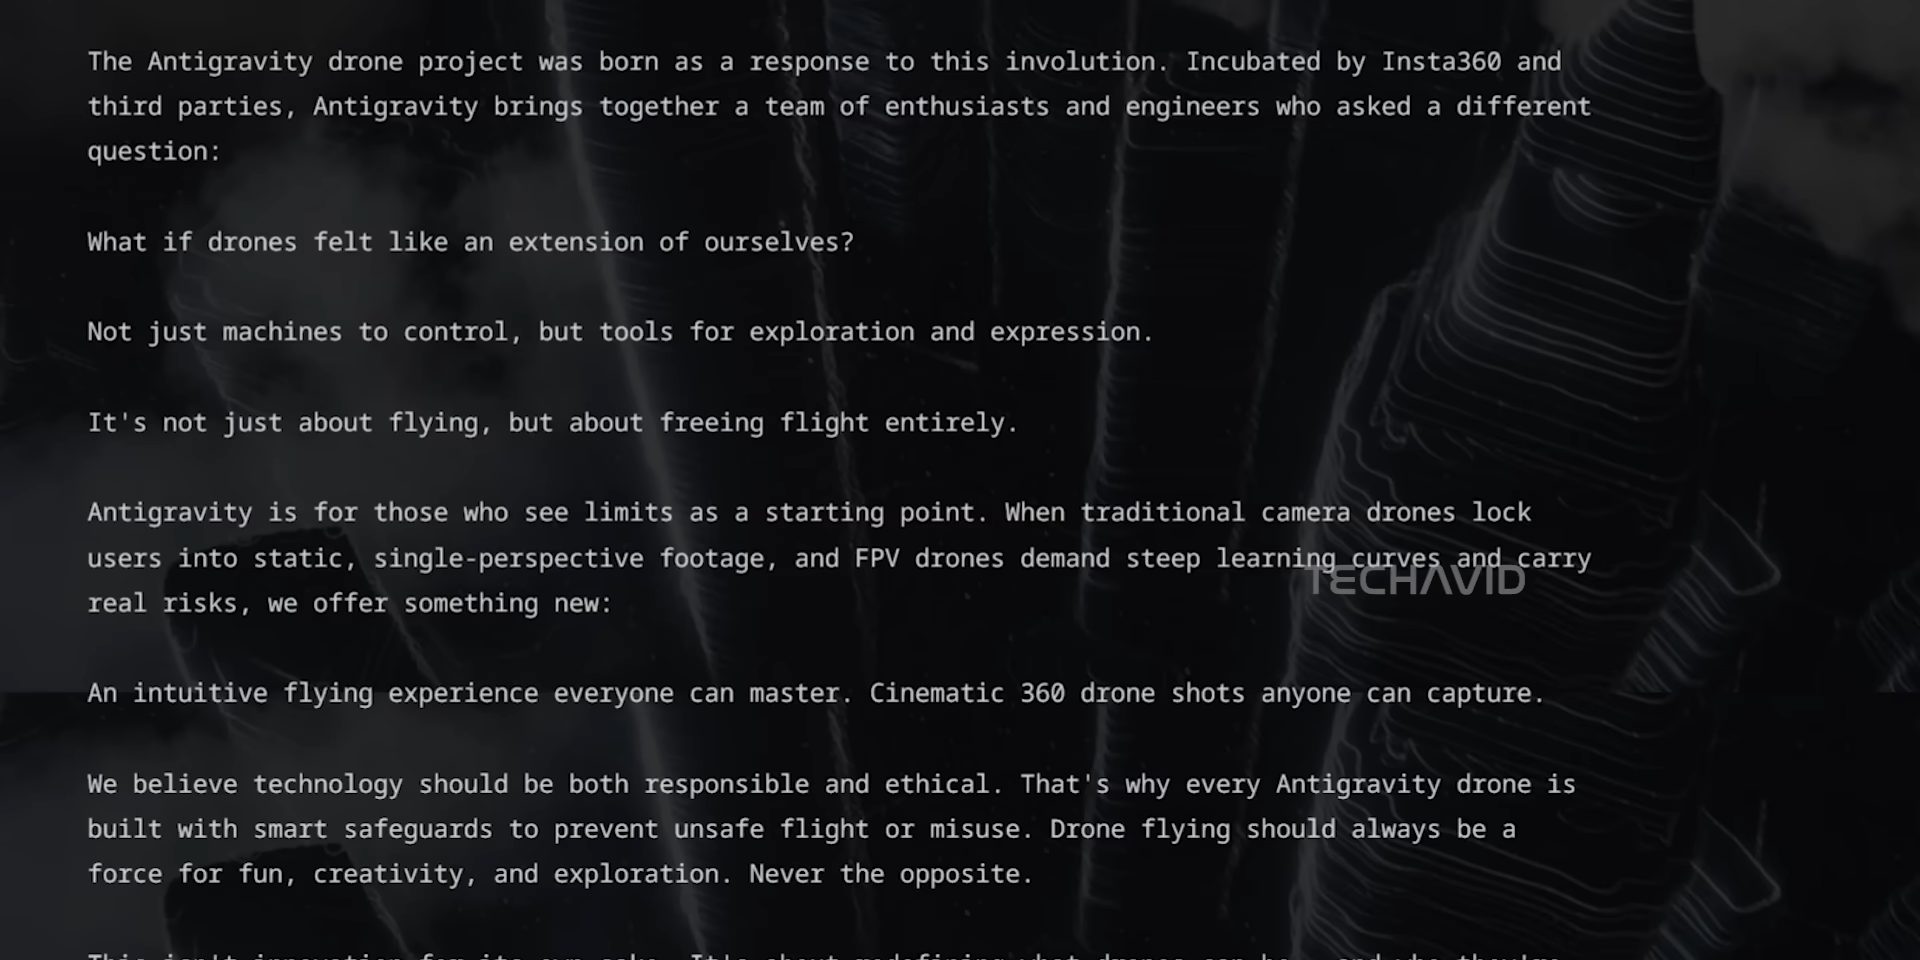 The Antigravity drone project was born as a response to this involution. Incubated by Insta360 and
third parties, Antigravity brings together a team of enthusiasts and engineers who asked a different
question:
What if drones felt like an extension of ourselves?
Not just machines to control, but tools for exploration and expression.
It's not just about flying, but about freeing flight entirely.
Antigravity is for those who see limits as a starting point. When traditional camera drones lock
users into static, single-perspective footage, and FPV drones demand steep learning curves and carry
TECHAVID
real risks, we offer something new:
An intuitive flying experience everyone can master. Cinematic 360 drone shots anyone can capture.
We believe technology should be both responsible and ethical. That's why every Antigravity drone is
built with smart safeguards to prevent unsafe flight or misuse. Drone flying should always be a
force for fun, creativity, and exploration. Never the opposite.